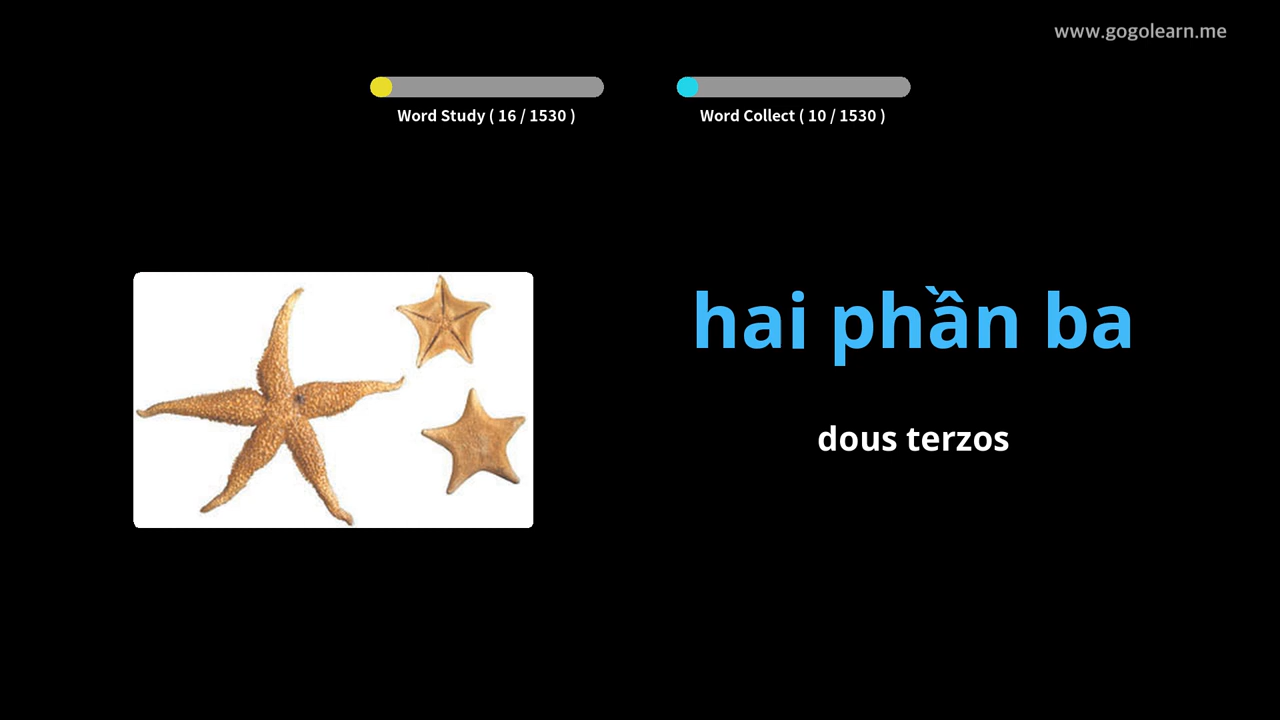 www.gogolearn.me
Word Study ( 16 / 1530 )
Word Collect ( 10 / 1530 )
hai phần ba
dous terzos